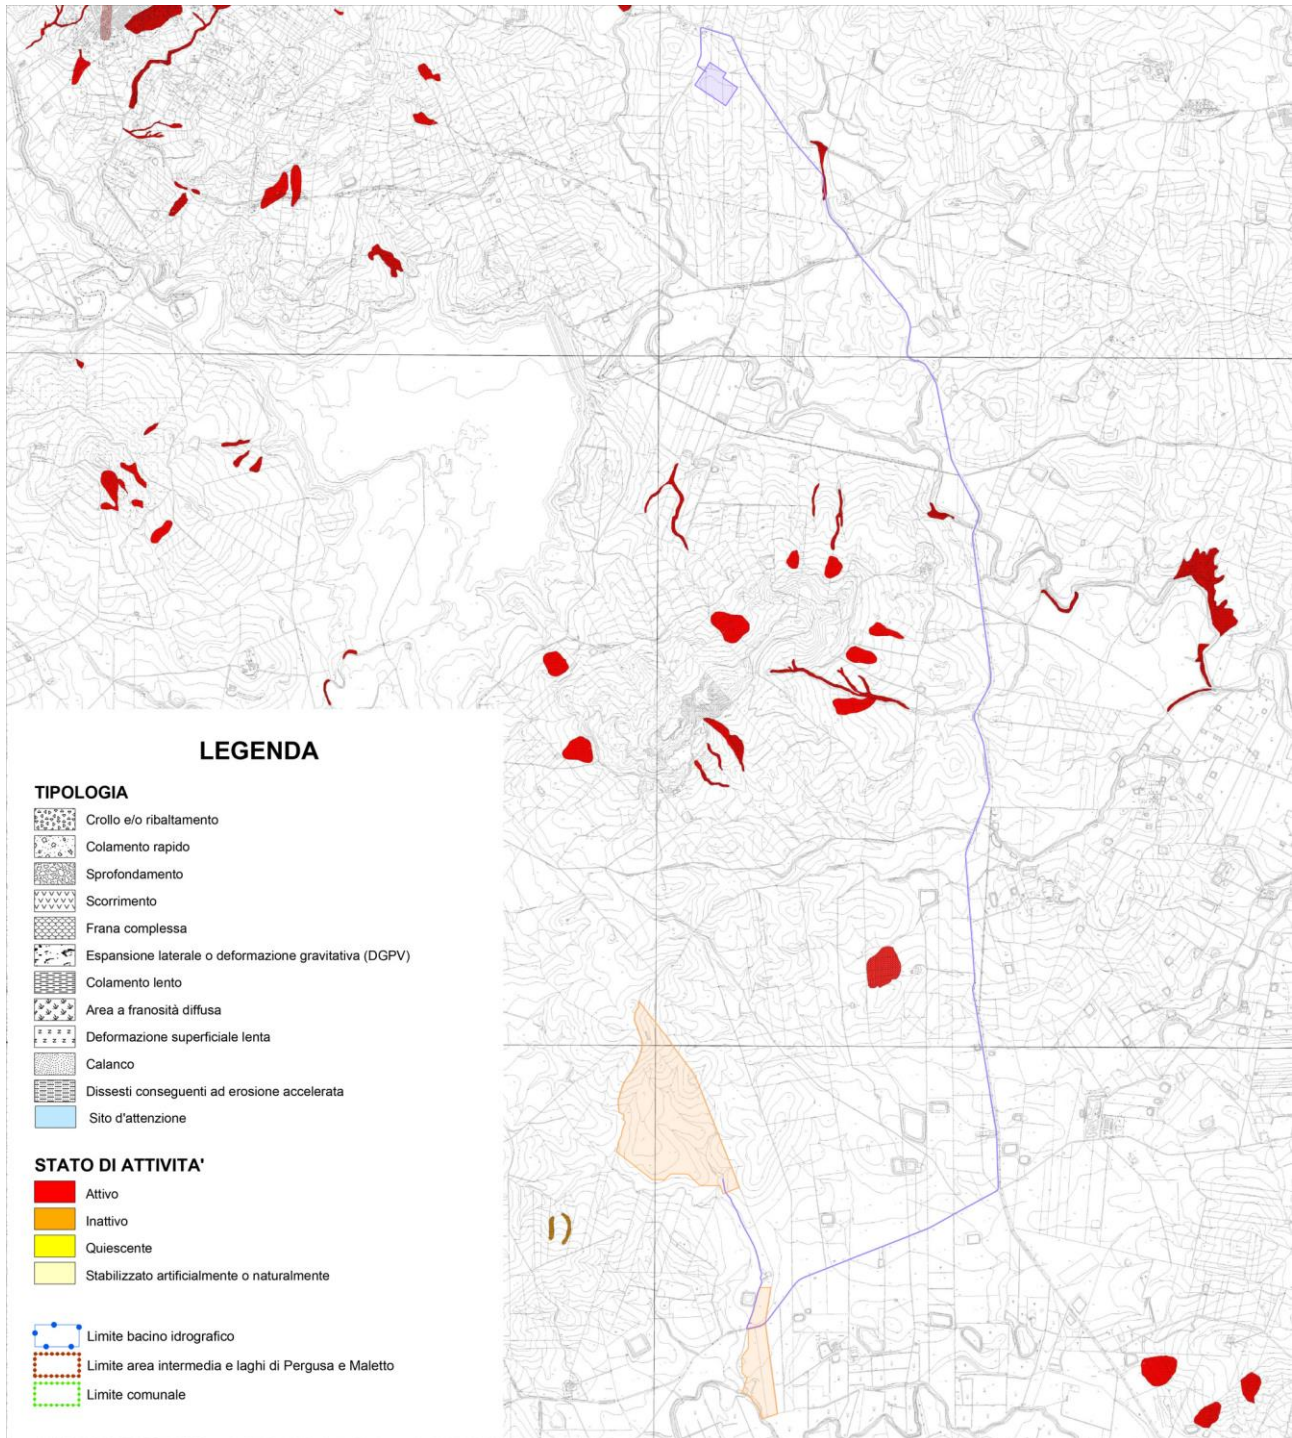 LEGENDA
TIPOLOGIA
Crollo e/o ribaltamento
Colamento rapido
Sprofondamento
Scorrimento
Frana complessa
Espansione laterale o deformazione gravitativa (DGPV)
Colamento lento
Area a franosità diffusa
Deformazione superficiale lenta
Calanco
Dissesti conseguenti ad erosione accelerata
Sito d'attenzione
STATO DI ATTIVITA'
Attivo
Inattivo
Quiescente
Stabilizzato artificialmente o naturalmente
Limite bacino idrografico
Limite area intermedia e laghi di Pergusa e Maletto
Limite comunale